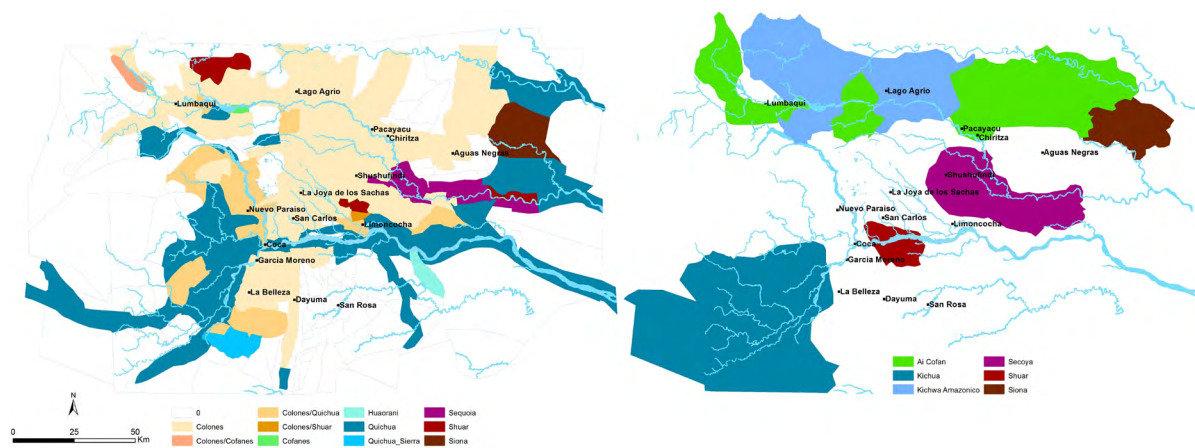 Lago Agrio
Lumbaqui
Pacayacu
Chiritza
Aguas Negras
Shushufindi
La Joya de los Sachas
Nuevo Paraiso
San Carlos
Limoncocha
Coca
Garcia Moreno
La Belleza
Dayuma
San Rosa
N
0 25 50
Km
0
Colones
Colones/Cofanes
Colones/Quichua
Colones/Shuar
Cofanes
Huaorani
Quichua
Quichua_Sierra
Sequoia
Shuar
Siona
Lago Agrio
Lumbaqui
Pacayacu
Chiritza
Aguas Negras
Shushufindi
La Joya de los Sachas
Nuevo Paraiso
San Carlos
Limoncocha
Coca
Garcia Moreno
La Belleza
Dayuma
San Rosa
Ai Cofan
Kichua
Kichwa Amazonico
Secoya
Shuar
Siona